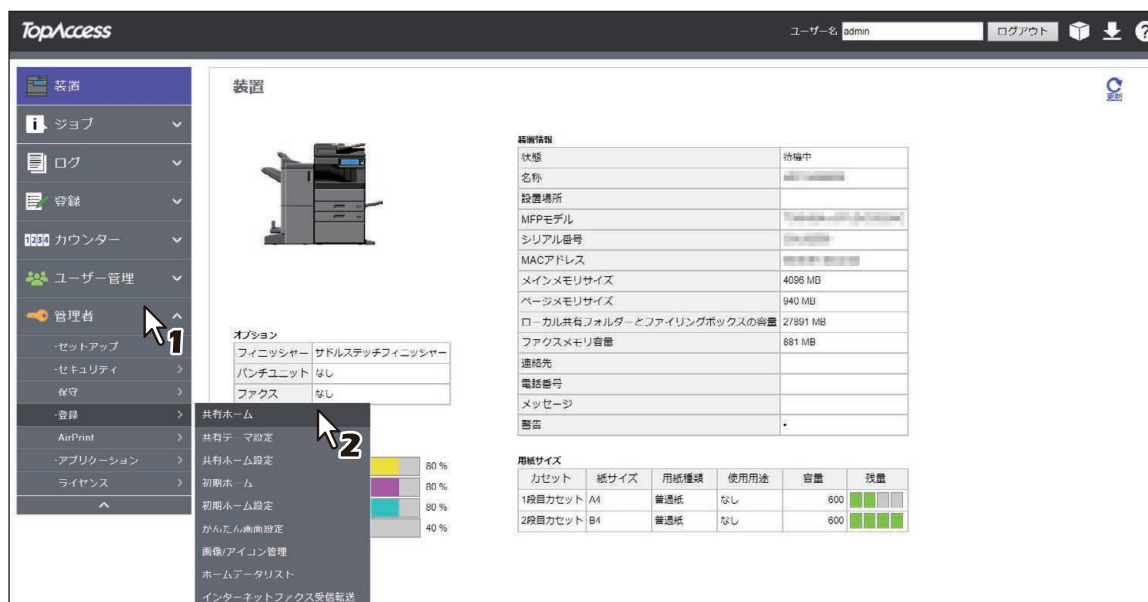 TopAccess
ユーザー名 admin ログアウト
装置
ジョブ
ログ
登録
カウンター
ユーザー管理
管理者
-セットアップ
-セキュリティ
保守
-登録
AirPrint
-アプリケーション
ライセンス
1
共有ホーム
共有テーマ設定
共有ホーム設定
初期ホーム
初期ホーム設定
かんたん画面設定
画像/アイコン管理
ホームデータリスト
インターネットファクス受信転送
2
装置
更新
オプション
フィニッシャー サドルステッチフィニッシャー
パンチユニット なし
ファクス なし
80 %
80 %
80 %
40 %
装置情報
状態 待機中
名称
設置場所
MFPモデル
シリアル番号
MACアドレス
メインメモリサイズ 4096 MB
ページメモリサイズ 940 MB
ローカル共有フォルダーとファイリングボックスの容量 27891 MB
ファクスメモリ容量 881 MB
連絡先
電話番号
メッセージ
警告 •
用紙サイズ
カセット 紙サイズ 用紙種類 使用用途 容量 残量
1段目カセット A4 普通紙 なし 600
2段目カセット B4 普通紙 なし 600